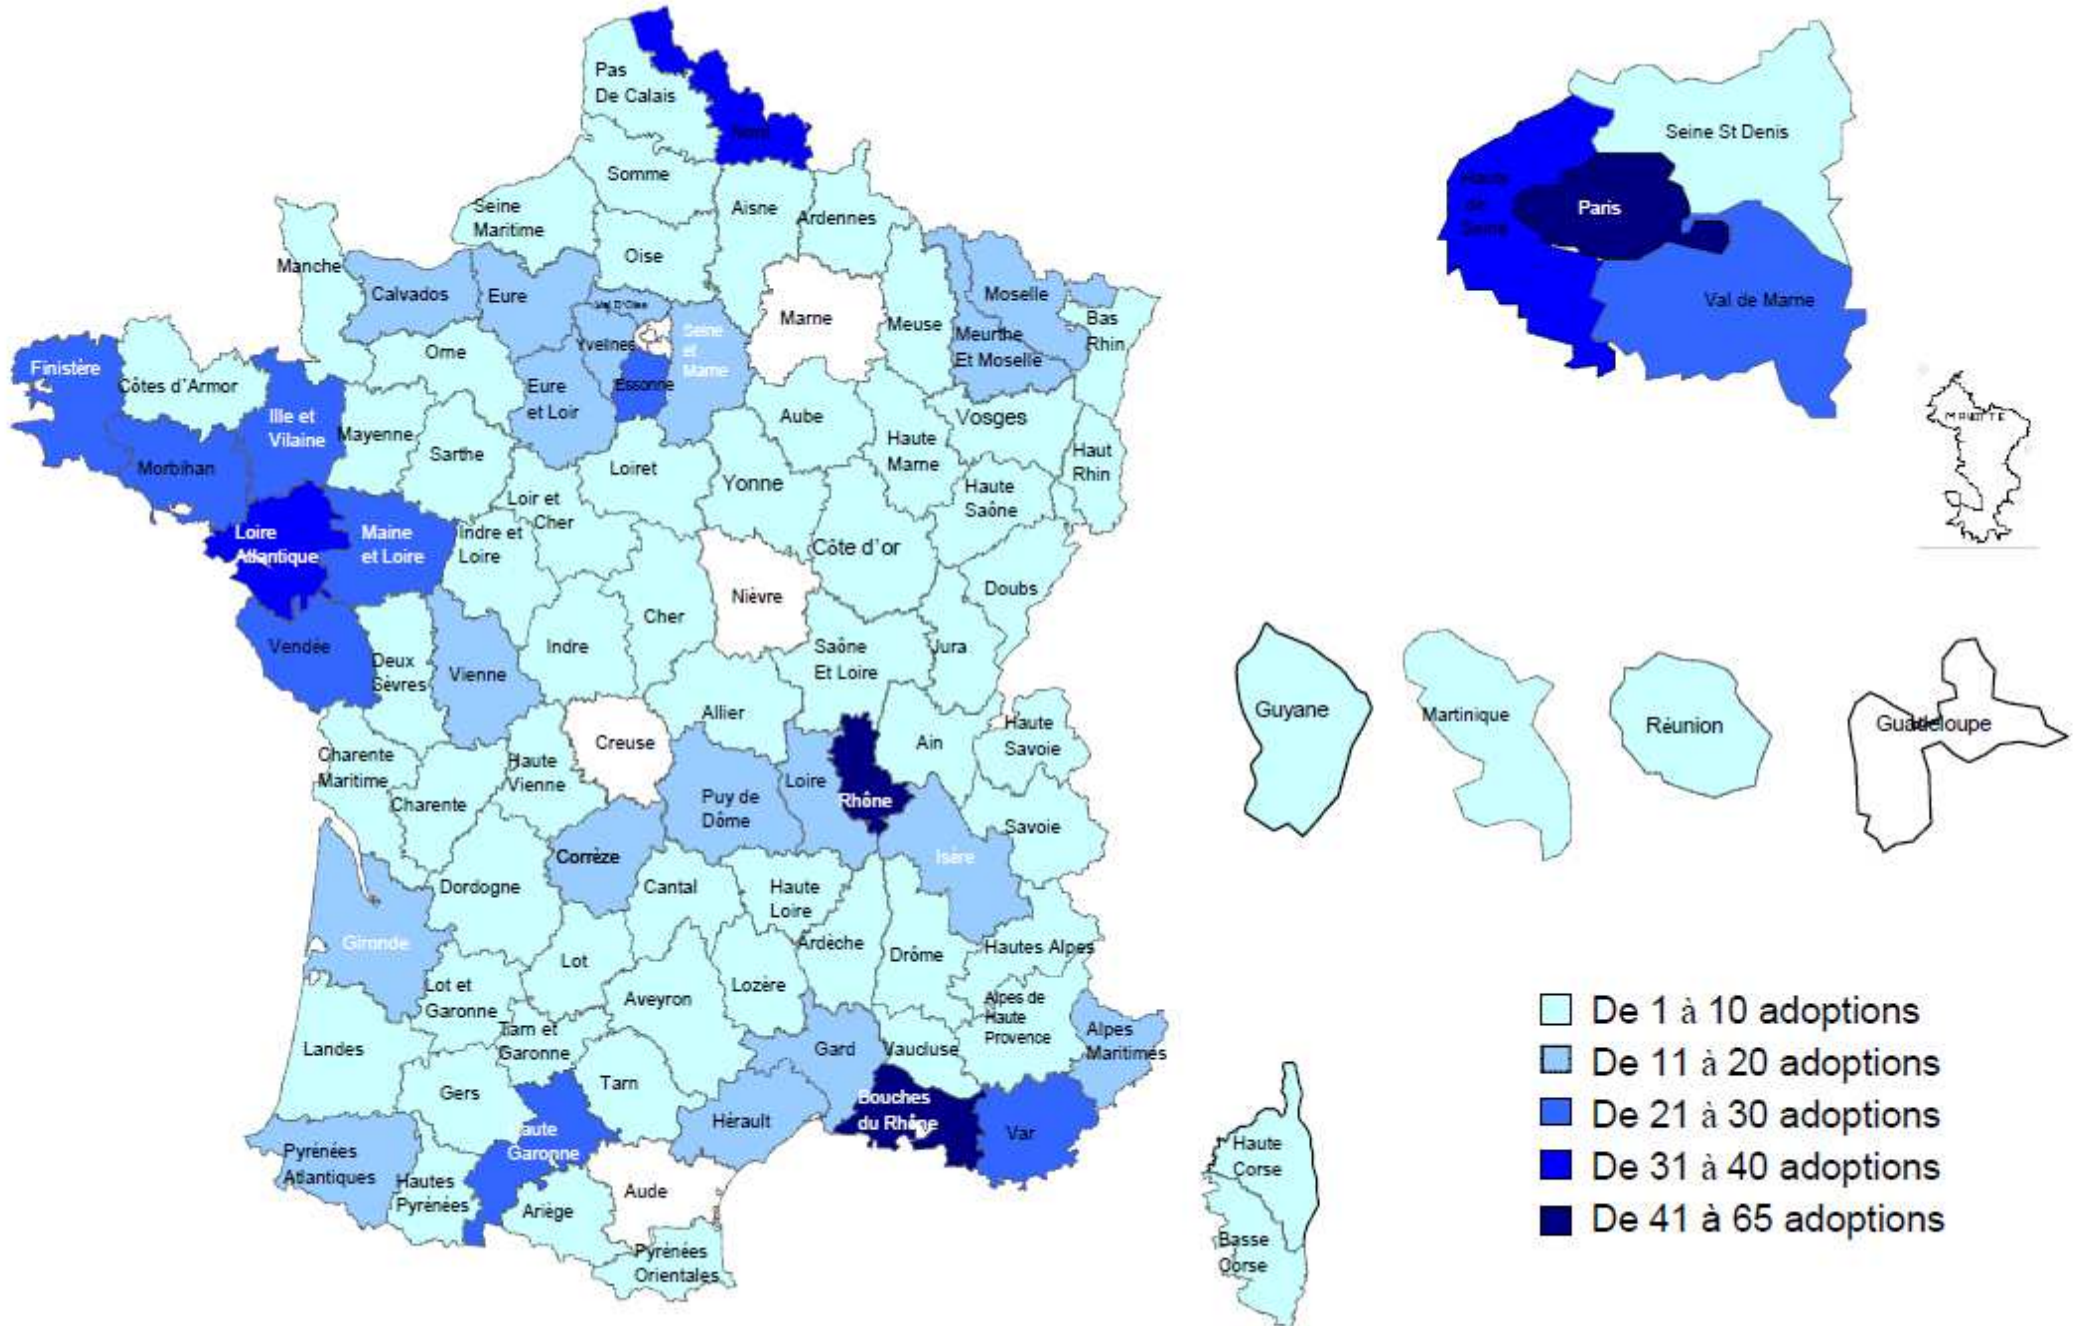 Pas
De Calais
Nord
Somme
Seine
Maritime
Aisne
Ardennes
Oise
Manche
Calvados
Eure
Val D'Oise
Moselle
Marne
Meuse
Bas
Rhin
Seine
et
Marne
Yvelines
Meurthe
Et Moselle
Orne
Finistère
Côtes d'Armor
Essonne
Eure
et Loir
Ille et
Vilaine
Mayenne
Aube
Vosges
Haute
Marne
Haut
Rhin
Sarthe
Morbihan
Loiret
Yonne
Loir et
Cher
Haute
Saône
Loire
Atlantique
Maine
et Loire
Indre et
Loire
Côte d'or
Doubs
Nièvre
Cher
Vendée
Indre
Saône
Et Loire
Jura
Deux
Sèvres
Vienne
Allier
Creuse
Ain
Haute
Savoie
Charente
Maritime
Haute
Vienne
Loire
Puy de
Dôme
Rhône
Charente
Savoie
Corrèze
Isère
Dordogne
Cantal
Haute
Loire
Gironde
Ardèche
Drôme
Hautes Alpes
Lot
Lot et
Garonne
Aveyron
Lozère
Alpes de
Haute
Provence
Tarn et
Garonne
Landes
Gard
Vaucluse
Alpes
Maritimes
Gers
Tarn
Bouches
du Rhône
Hérault
Var
aute
Garonne
Pyrénées
Atlantiques
Hautes
Pyrénées
Aude
Ariège
Pyrénées
Orientales
Haute
Corse
Basse
Corse
Seine St Denis
Haute
de
Seine
Paris
Val de Marne
MAYOTTE
Guyane
Martinique
Réunion
Guadeloupe
De 1 à 10 adoptions
De 11 à 20 adoptions
De 21 à 30 adoptions
De 31 à 40 adoptions
De 41 à 65 adoptions